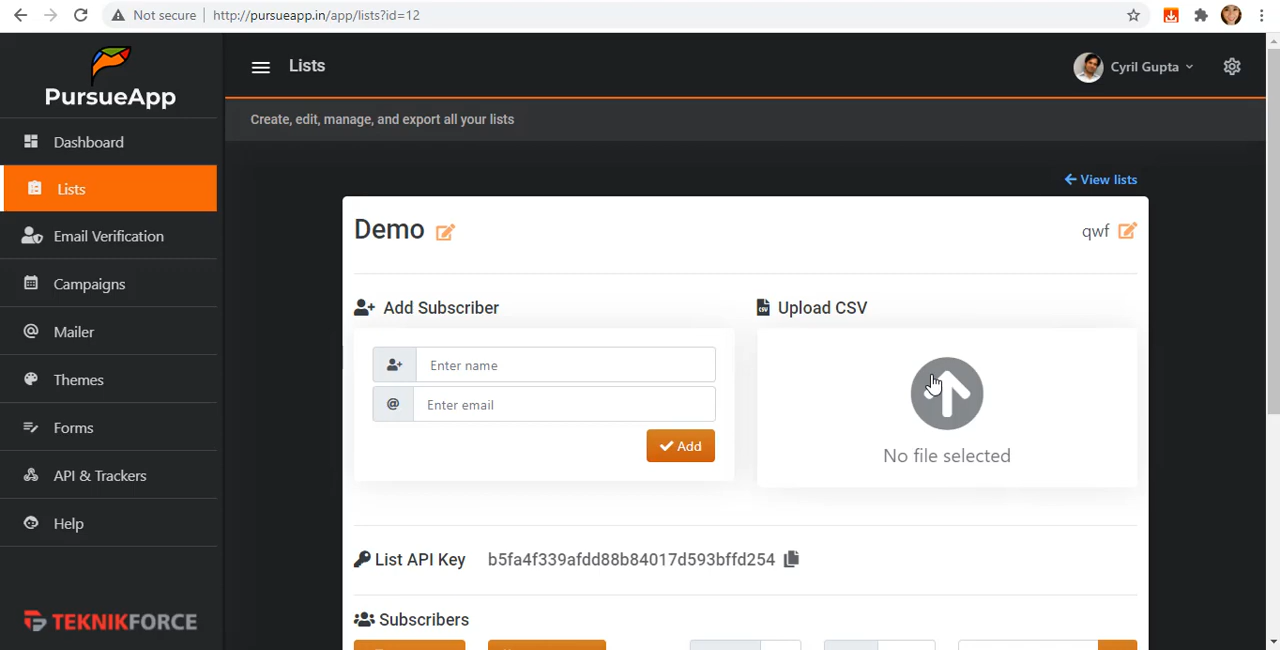 Not secure | http://pursueapp.in/app/lists?id=12
PursueApp
Lists
Cyril Gupta
Create, edit, manage, and export all your lists
Dashboard
Lists
Email Verification
Campaigns
Mailer
Themes
Forms
API & Trackers
Help
TEKNIKFORCE
View lists
Demo
qwf
Add Subscriber
Upload CSV
Enter name
@ Enter email
Add
No file selected
List API Key b5fa4f339afdd88b84017d593bffd254
Subscribers